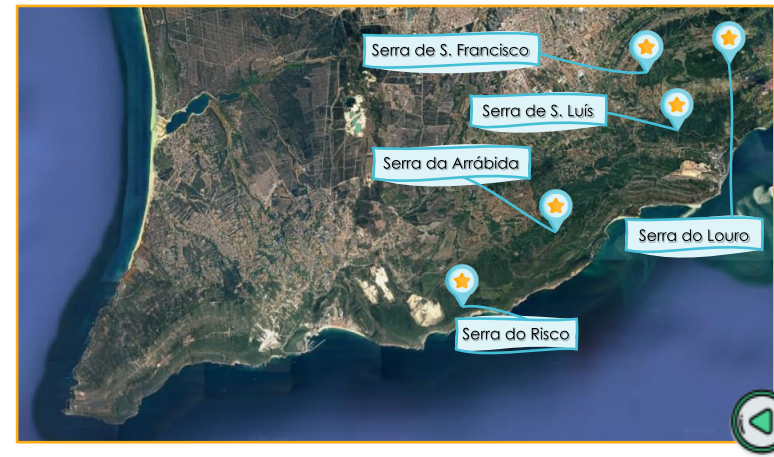 Serra de S. Francisco
Serra de S. Luís
Serra da Arrábida
Serra do Louro
Serra do Risco